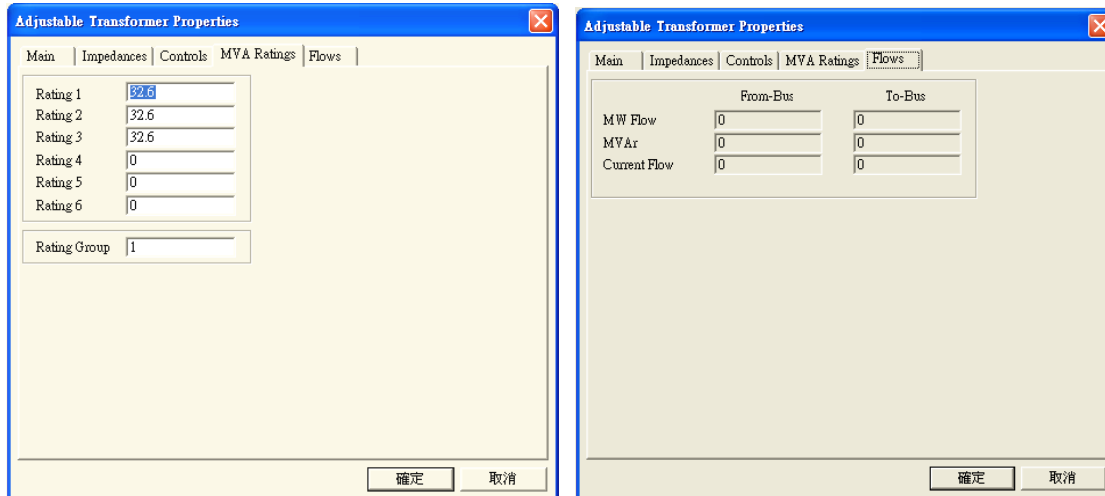 Adjustable Transformer Properties
Main Impedances Controls MVA Ratings Flows
Rating 1 32.6
Rating 2 32.6
Rating 3 32.6
Rating 4 0
Rating 5 0
Rating 6 0
Rating Group 1
確定 取消
Adjustable Transformer Properties
Main Impedances Controls MVA Ratings Flows
From-Bus To-Bus
MW Flow 0 0
MVAr 0 0
Current Flow 0 0
確定 取消